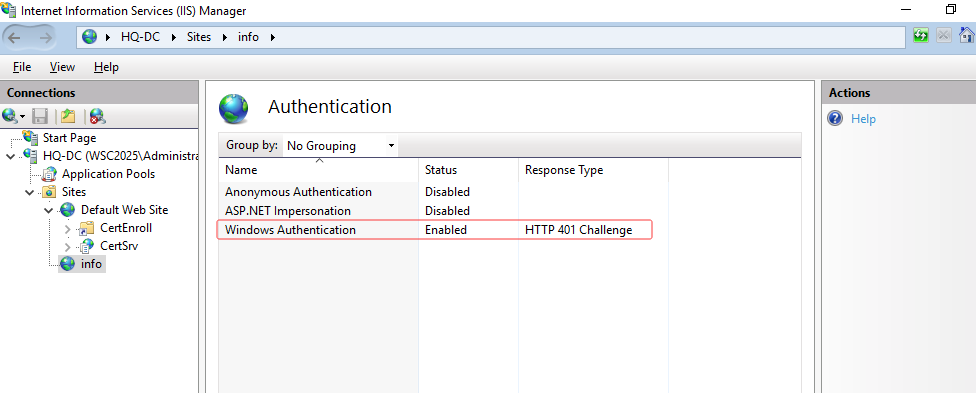 Internet Information Services (IIS) Manager
HQ-DC Sites info
File View Help
Connections
Start Page
HQ-DC (WSC2025\Administra
Application Pools
Sites
Default Web Site
CertEnroll
CertSrv
info
Authentication
Group by: No Grouping
Name Status Response Type
Anonymous Authentication Disabled
ASP.NET Impersonation Disabled
Windows Authentication Enabled HTTP 401 Challenge
Actions
Help